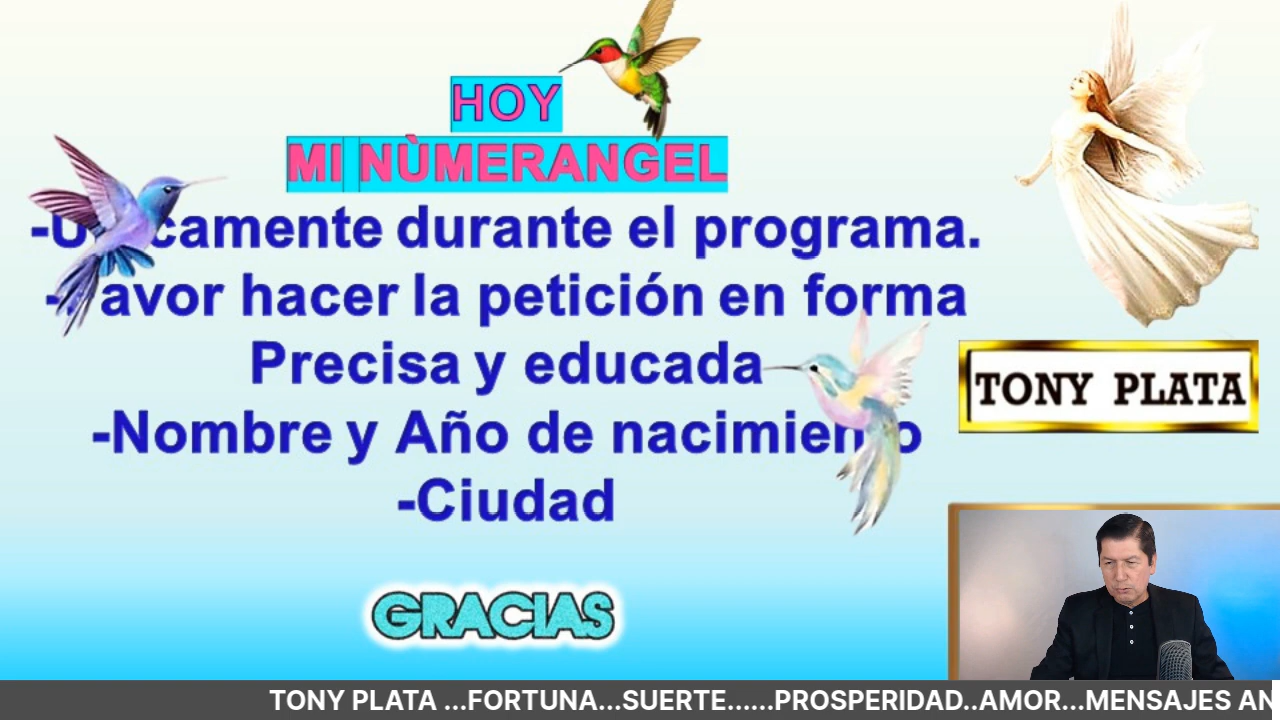 HOY
MI NÙMERANGEL
camente durante el programa.
avor hacer la petición en forma
Precisa y educada
-Nombre y Año de nacimiento
-Ciudad
GRACIAS
TONY PLATA
TONY PLATA ...FORTUNA...SUERTE......PROSPERIDAD..AMOR...MENSAJES AN